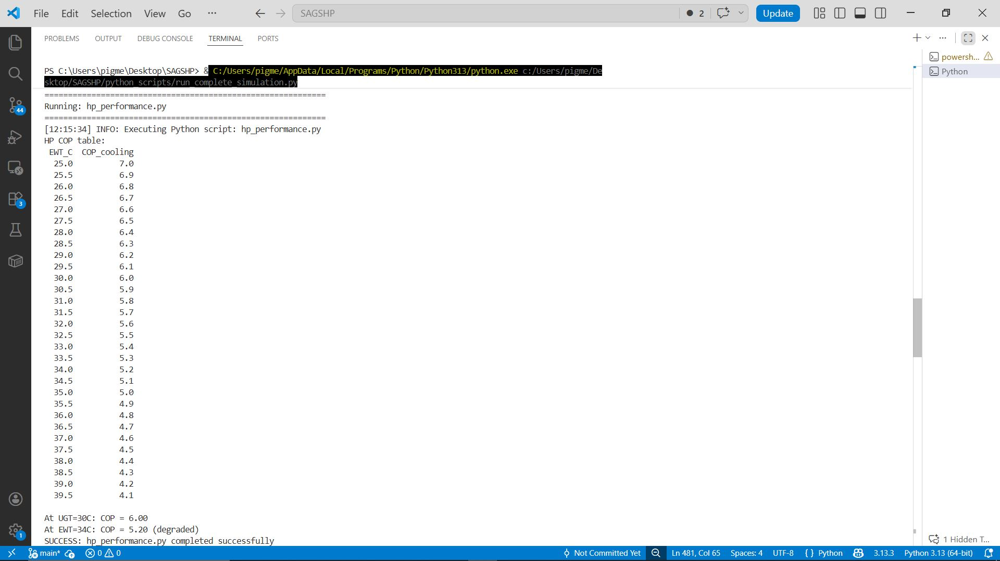 File Edit Selection View Go ··· SAGSHP 2 Update
PROBLEMS OUTPUT DEBUG CONSOLE TERMINAL PORTS
PS C:\Users\pigme\Desktop\SAGSHP> & C:/Users/pigme/AppData/Local/Programs/Python/Python313/python.exe c:/Users/pigme/De
sktop/SAGSHP/python_scripts/run_complete_simulation.py
============================================================
Running: hp_performance.py
============================================================
[12:15:34] INFO: Executing Python script: hp_performance.py
HP COP table:
EWT_C COP_cooling
25.0 7.0
25.5 6.9
26.0 6.8
26.5 6.7
27.0 6.6
27.5 6.5
28.0 6.4
28.5 6.3
29.0 6.2
29.5 6.1
30.0 6.0
30.5 5.9
31.0 5.8
31.5 5.7
32.0 5.6
32.5 5.5
33.0 5.4
33.5 5.3
34.0 5.2
34.5 5.1
35.0 5.0
35.5 4.9
36.0 4.8
36.5 4.7
37.0 4.6
37.5 4.5
38.0 4.4
38.5 4.3
39.0 4.2
39.5 4.1
At UGT=30C: COP = 6.00
At EWT=34C: COP = 5.20 (degraded)
SUCCESS: hp_performance.py completed successfully
powersh...
Python
1 Hidden T...
44
3
1
main* 0 0 Not Committed Yet Ln 481, Col 65 Spaces: 4 UTF-8 { } Python 3.13.3 Python 3.13 (64-bit)